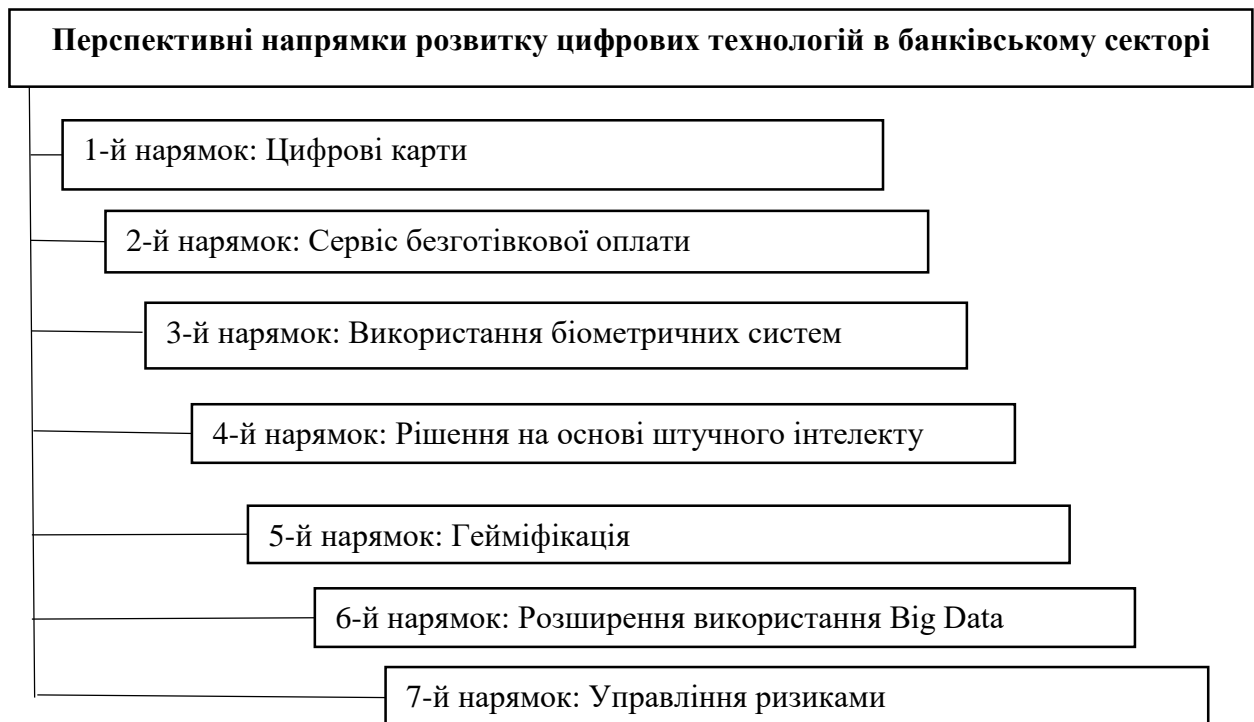 Перспективні напрямки розвитку цифрових технологій в банківському секторі
1-й нарямок: Цифрові карти
2-й нарямок: Сервіс безготівкової оплати
3-й нарямок: Використання біометричних систем
4-й нарямок: Рішення на основі штучного інтелекту
5-й нарямок: Гейміфікація
6-й нарямок: Розширення використання Big Data
7-й нарямок: Управління ризиками